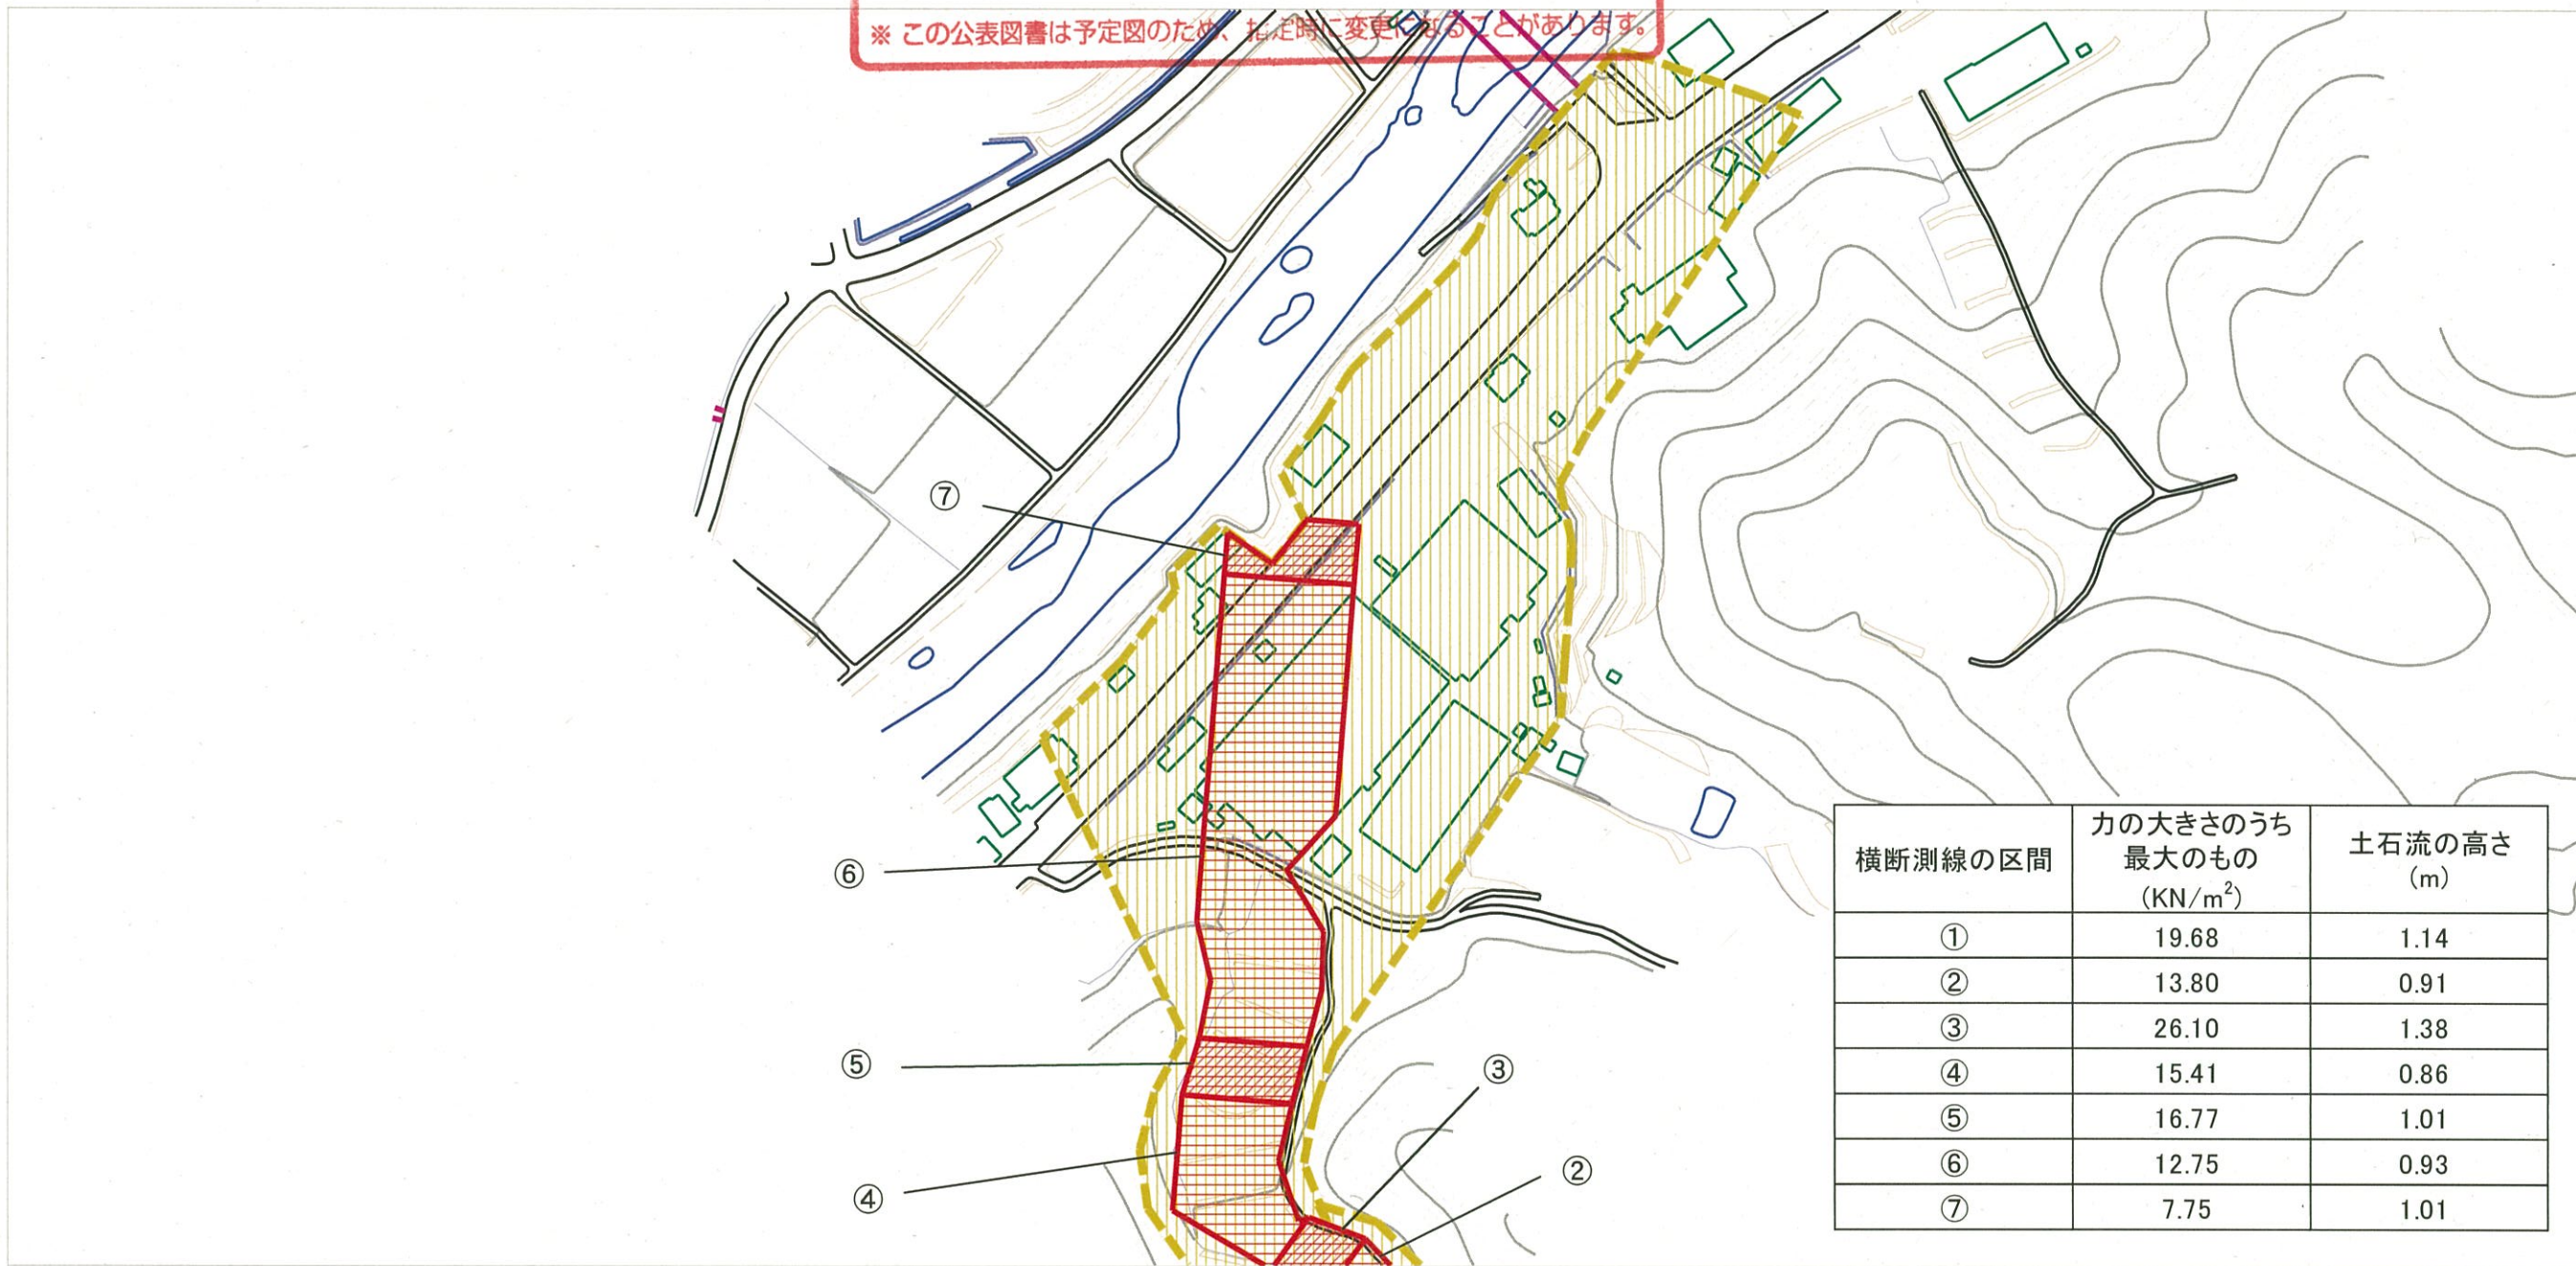 ※ この公表図書は予定図のため、指定時に変更になることがあります。
⑦
⑥
⑤
④
③
②
横断測線の区間 力の大きさのうち最大のもの (KN/m²) 土石流の高さ (m)
① 19.68 1.14
② 13.80 0.91
③ 26.10 1.38
④ 15.41 0.86
⑤ 16.77 1.01
⑥ 12.75 0.93
⑦ 7.75 1.01